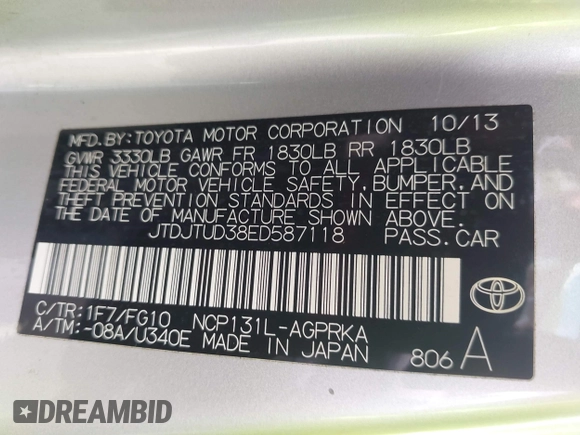 MFD.BY:TOYOTA MOTOR CORPORATION 10/13
GVWR 3330LB GAWR FR 1830LB RR 1830LB
THIS VEHICLE CONFORMS TO ALL APPLICABLE
FEDERAL MOTOR VEHICLE SAFETY, BUMPER, AND
THEFT PREVENTION STANDARDS IN EFFECT ON
THE DATE OF MANUFACTURE SHOWN ABOVE.
JTDJTUD38ED587118 PASS.CAR
C/TR:1F7/FG10 NCP131L-AGPRKA
A/TM:-08A/U340E MADE IN JAPAN 806 A
DREAMBID